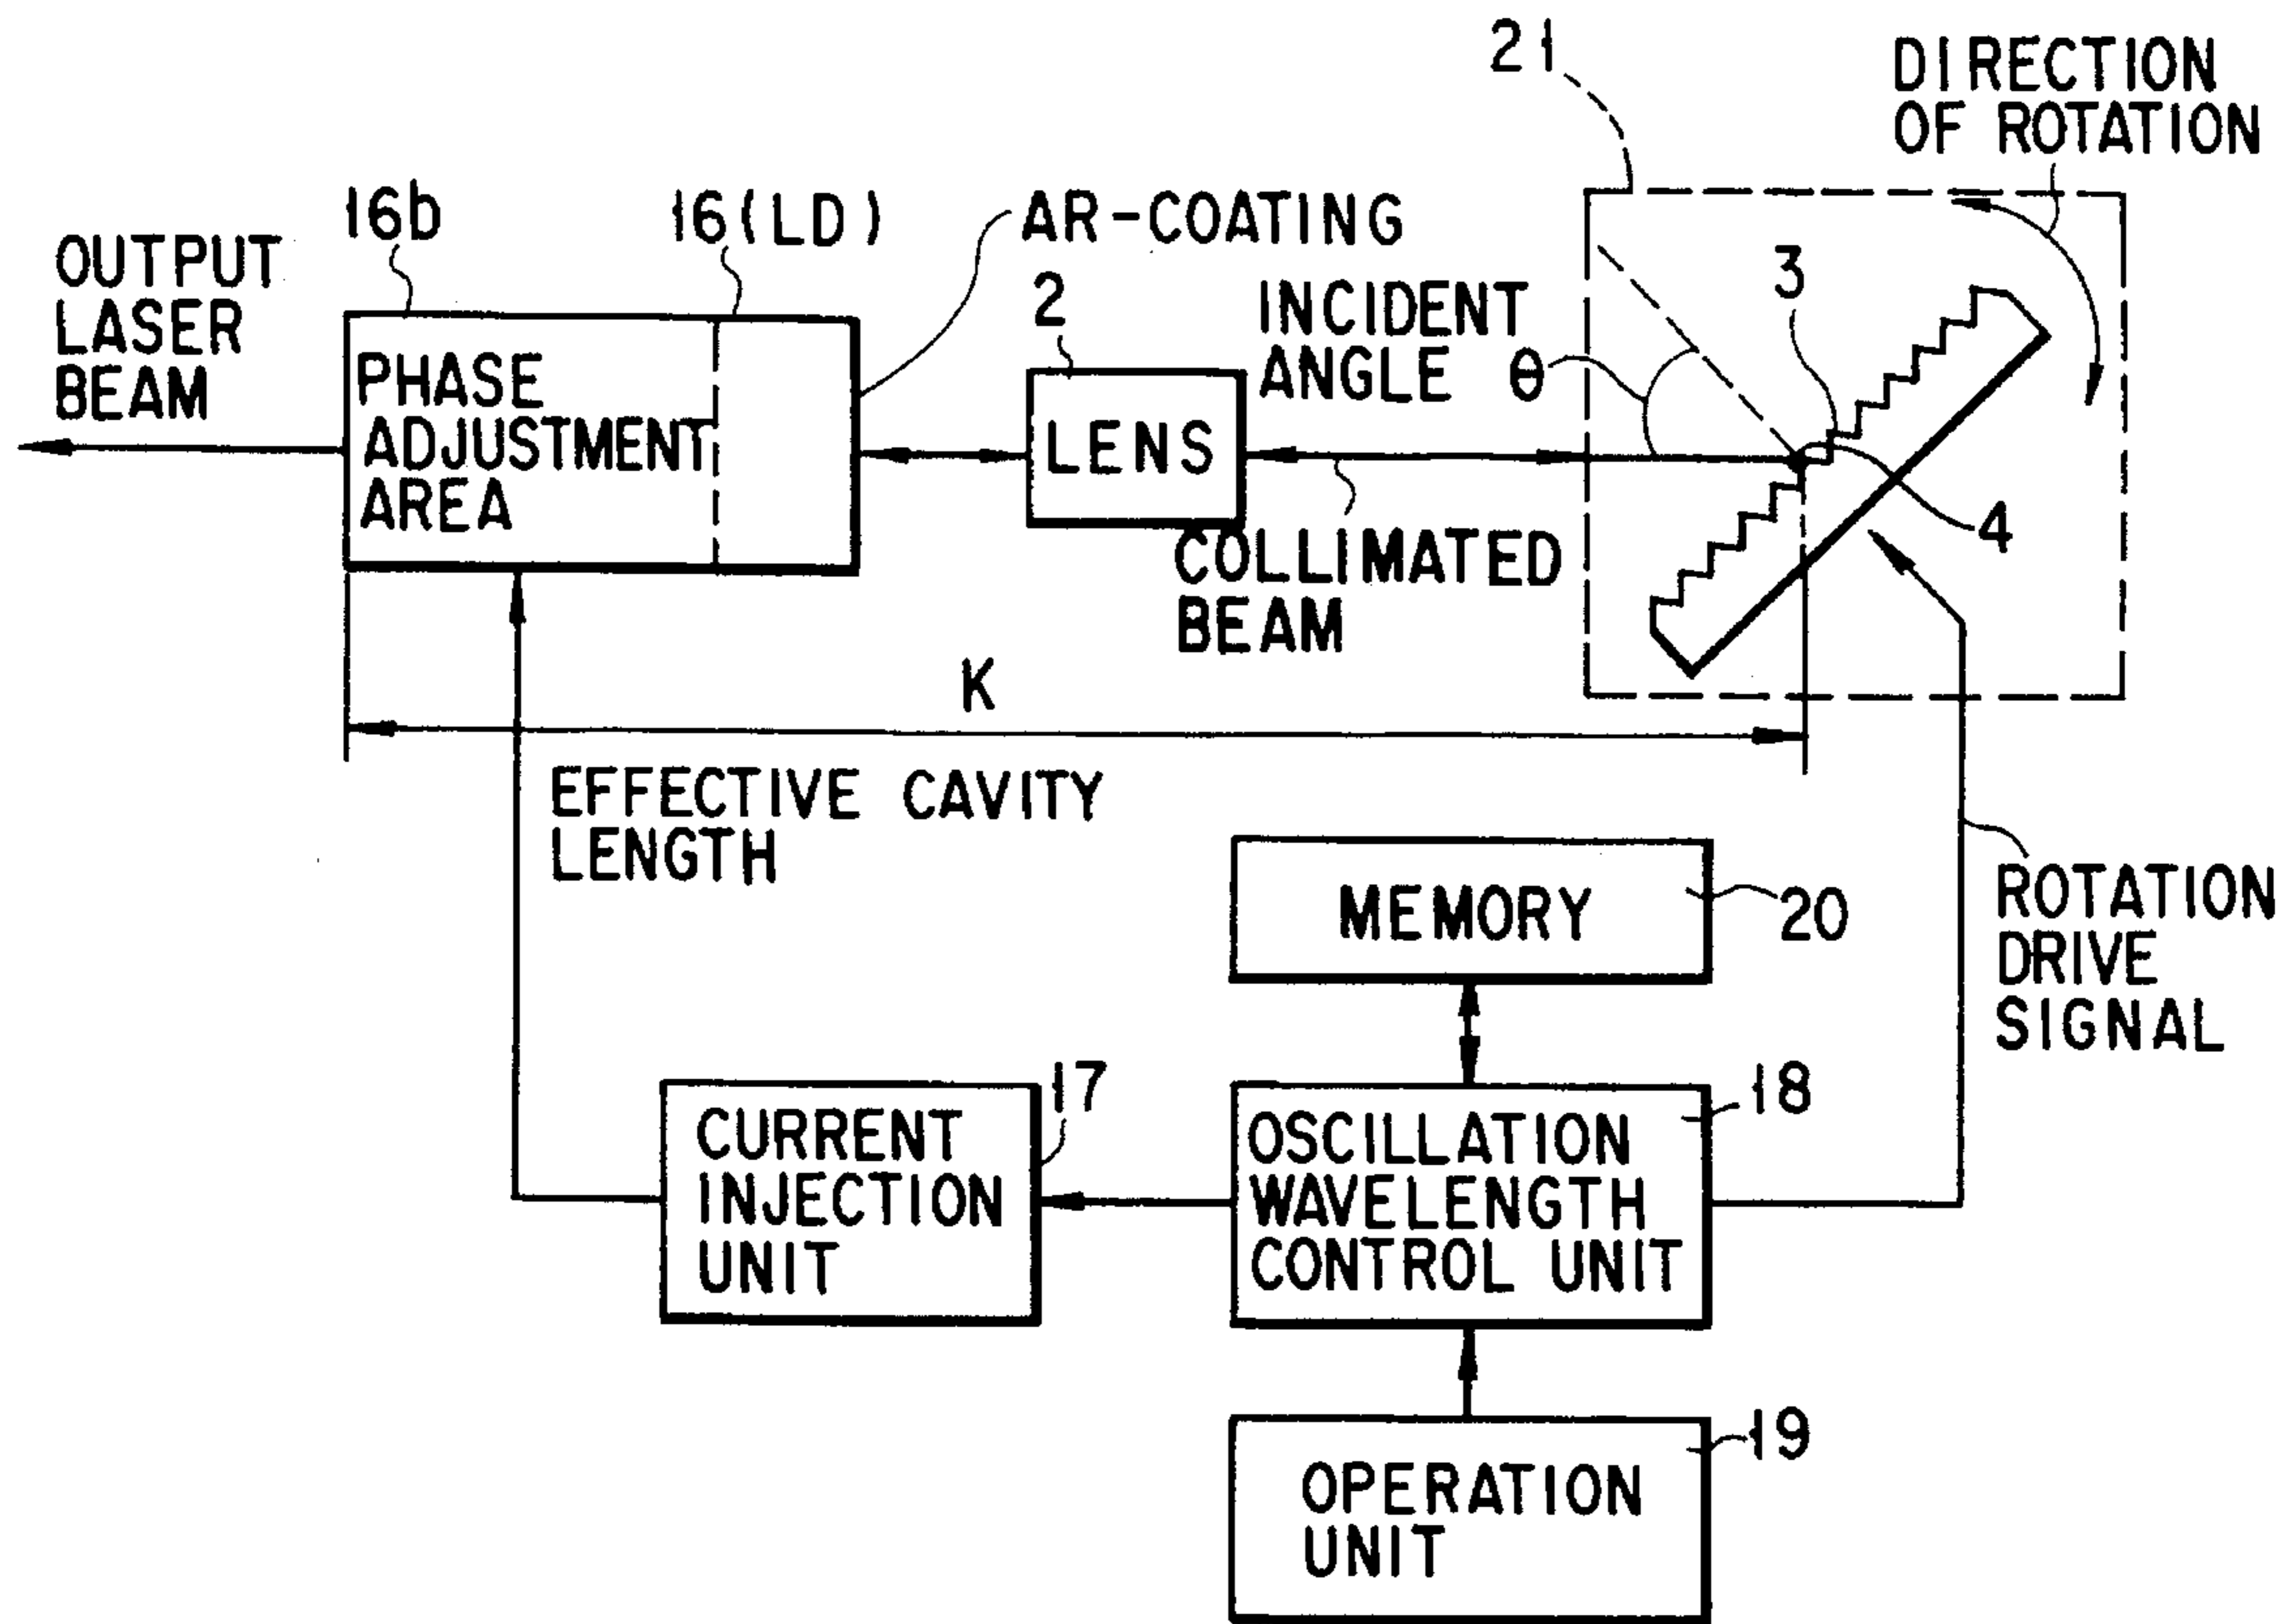 21
DIRECTION
OF ROTATION
16b
16(LD)
AR-COATING
OUTPUT
LASER
BEAM
2
INCIDENT
ANGLE θ
3
PHASE
ADJUSTMENT
AREA
LENS
4
COLLIMATED
BEAM
K
EFFECTIVE CAVITY
LENGTH
MEMORY
20
ROTATION
DRIVE
SIGNAL
17
18
CURRENT
INJECTION
UNIT
OSCILLATION
WAVELENGTH
CONTROL UNIT
19
OPERATION
UNIT